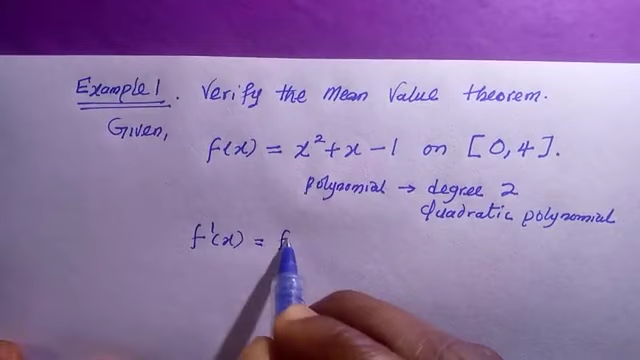 Example 1. Verify the Mean Value theorem.
Given,
f(x) = x²+x-1 on [0,4].
polynomial → degree 2
quadratic polynomial
f'(x) = f